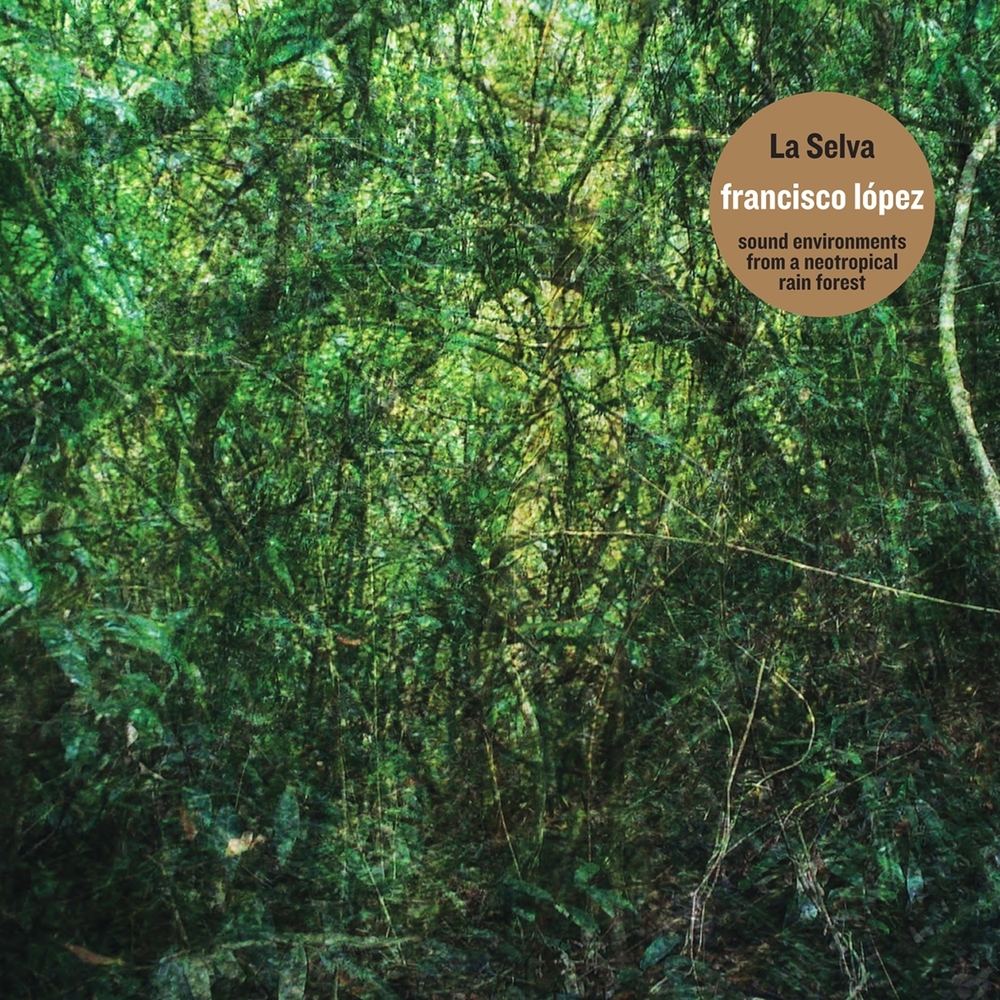 La Selva
francisco lópez
sound environments
from a neotropical
rain forest